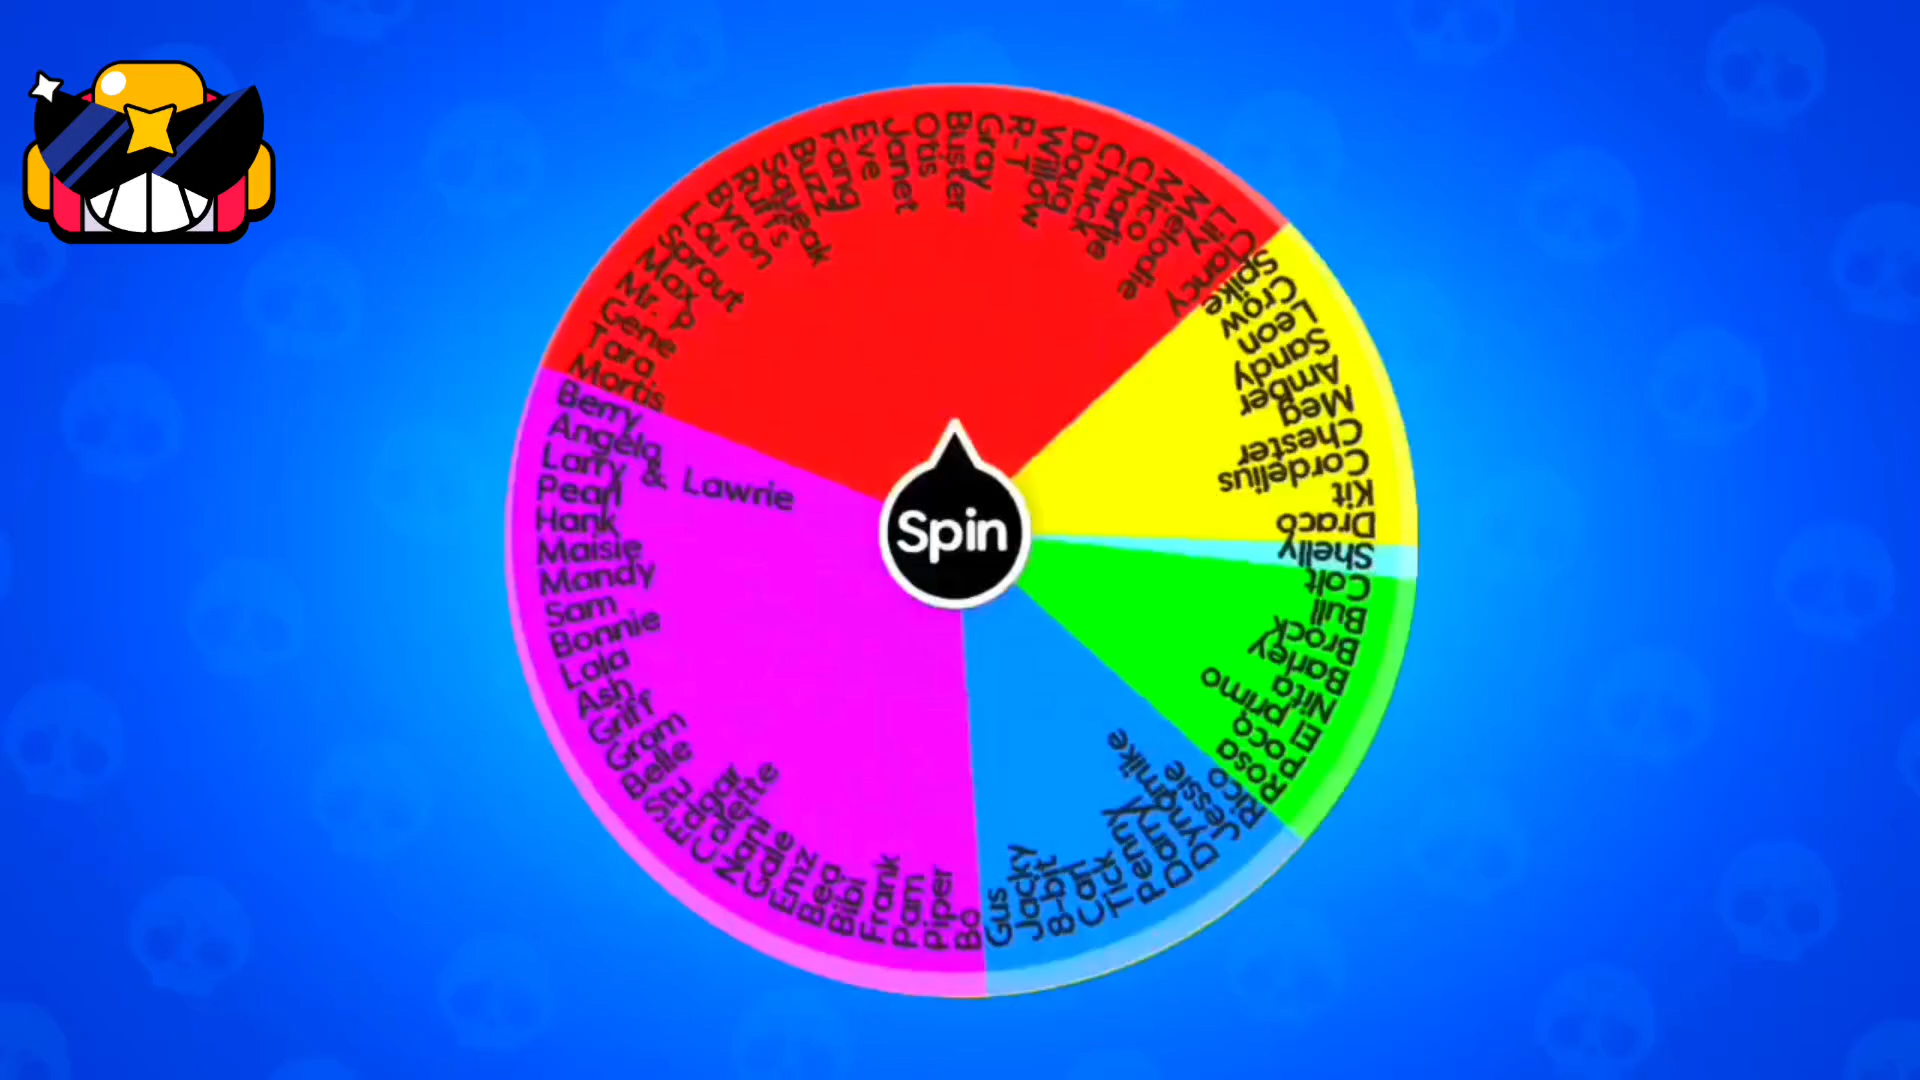 Spin
Shelly
Colt
Bull
Brock
Barley
Nita
El primo
Poco
Rosa
Rico
Jessie
Dynamike
Darryl
Penny
Tick
Carl
8-bit
Jacky
Gus
Bo
Piper
Pam
Frank
Bibi
Bea
Emz
Gale
Nani
Colette
Edgar
Stu
Belle
Grom
Griff
Ash
Lola
Bonnie
Sam
Mandy
Maisie
Hank
Pearl
Larry & Lawrie
Angela
Berry
Mortis
Tara
Gene
Mr. P
Max
Sprout
Lou
Byron
Ruffs
Squeak
Buzz
Fang
Eve
Janet
Otis
Buster
Gray
R-T
Willow
Doug
Chuck
Charlie
Mico
Melodie
Lily
Clancy
Spike
Crow
Leon
Sandy
Amber
Meg
Chester
Cordelius
Kit
Draco